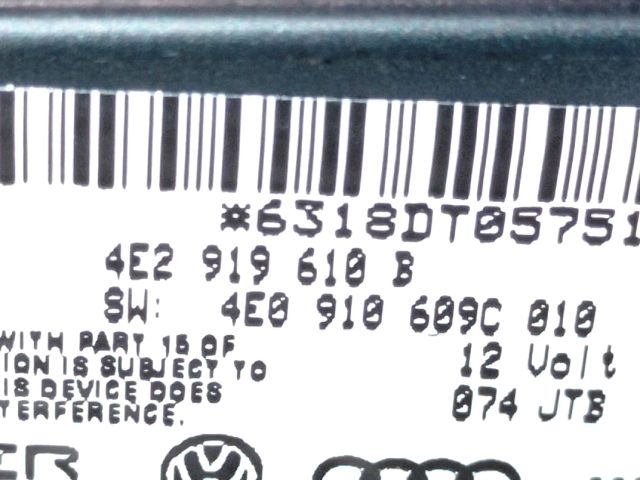 *6318DT05751
4E2 919 610 B
SW: 4E0 910 609C 010
WITH PART 15 OF
ION IS SUBJECT TO
IS DEVICE DOES
TERFERENCE.
12 Volt
074 JTB
ER